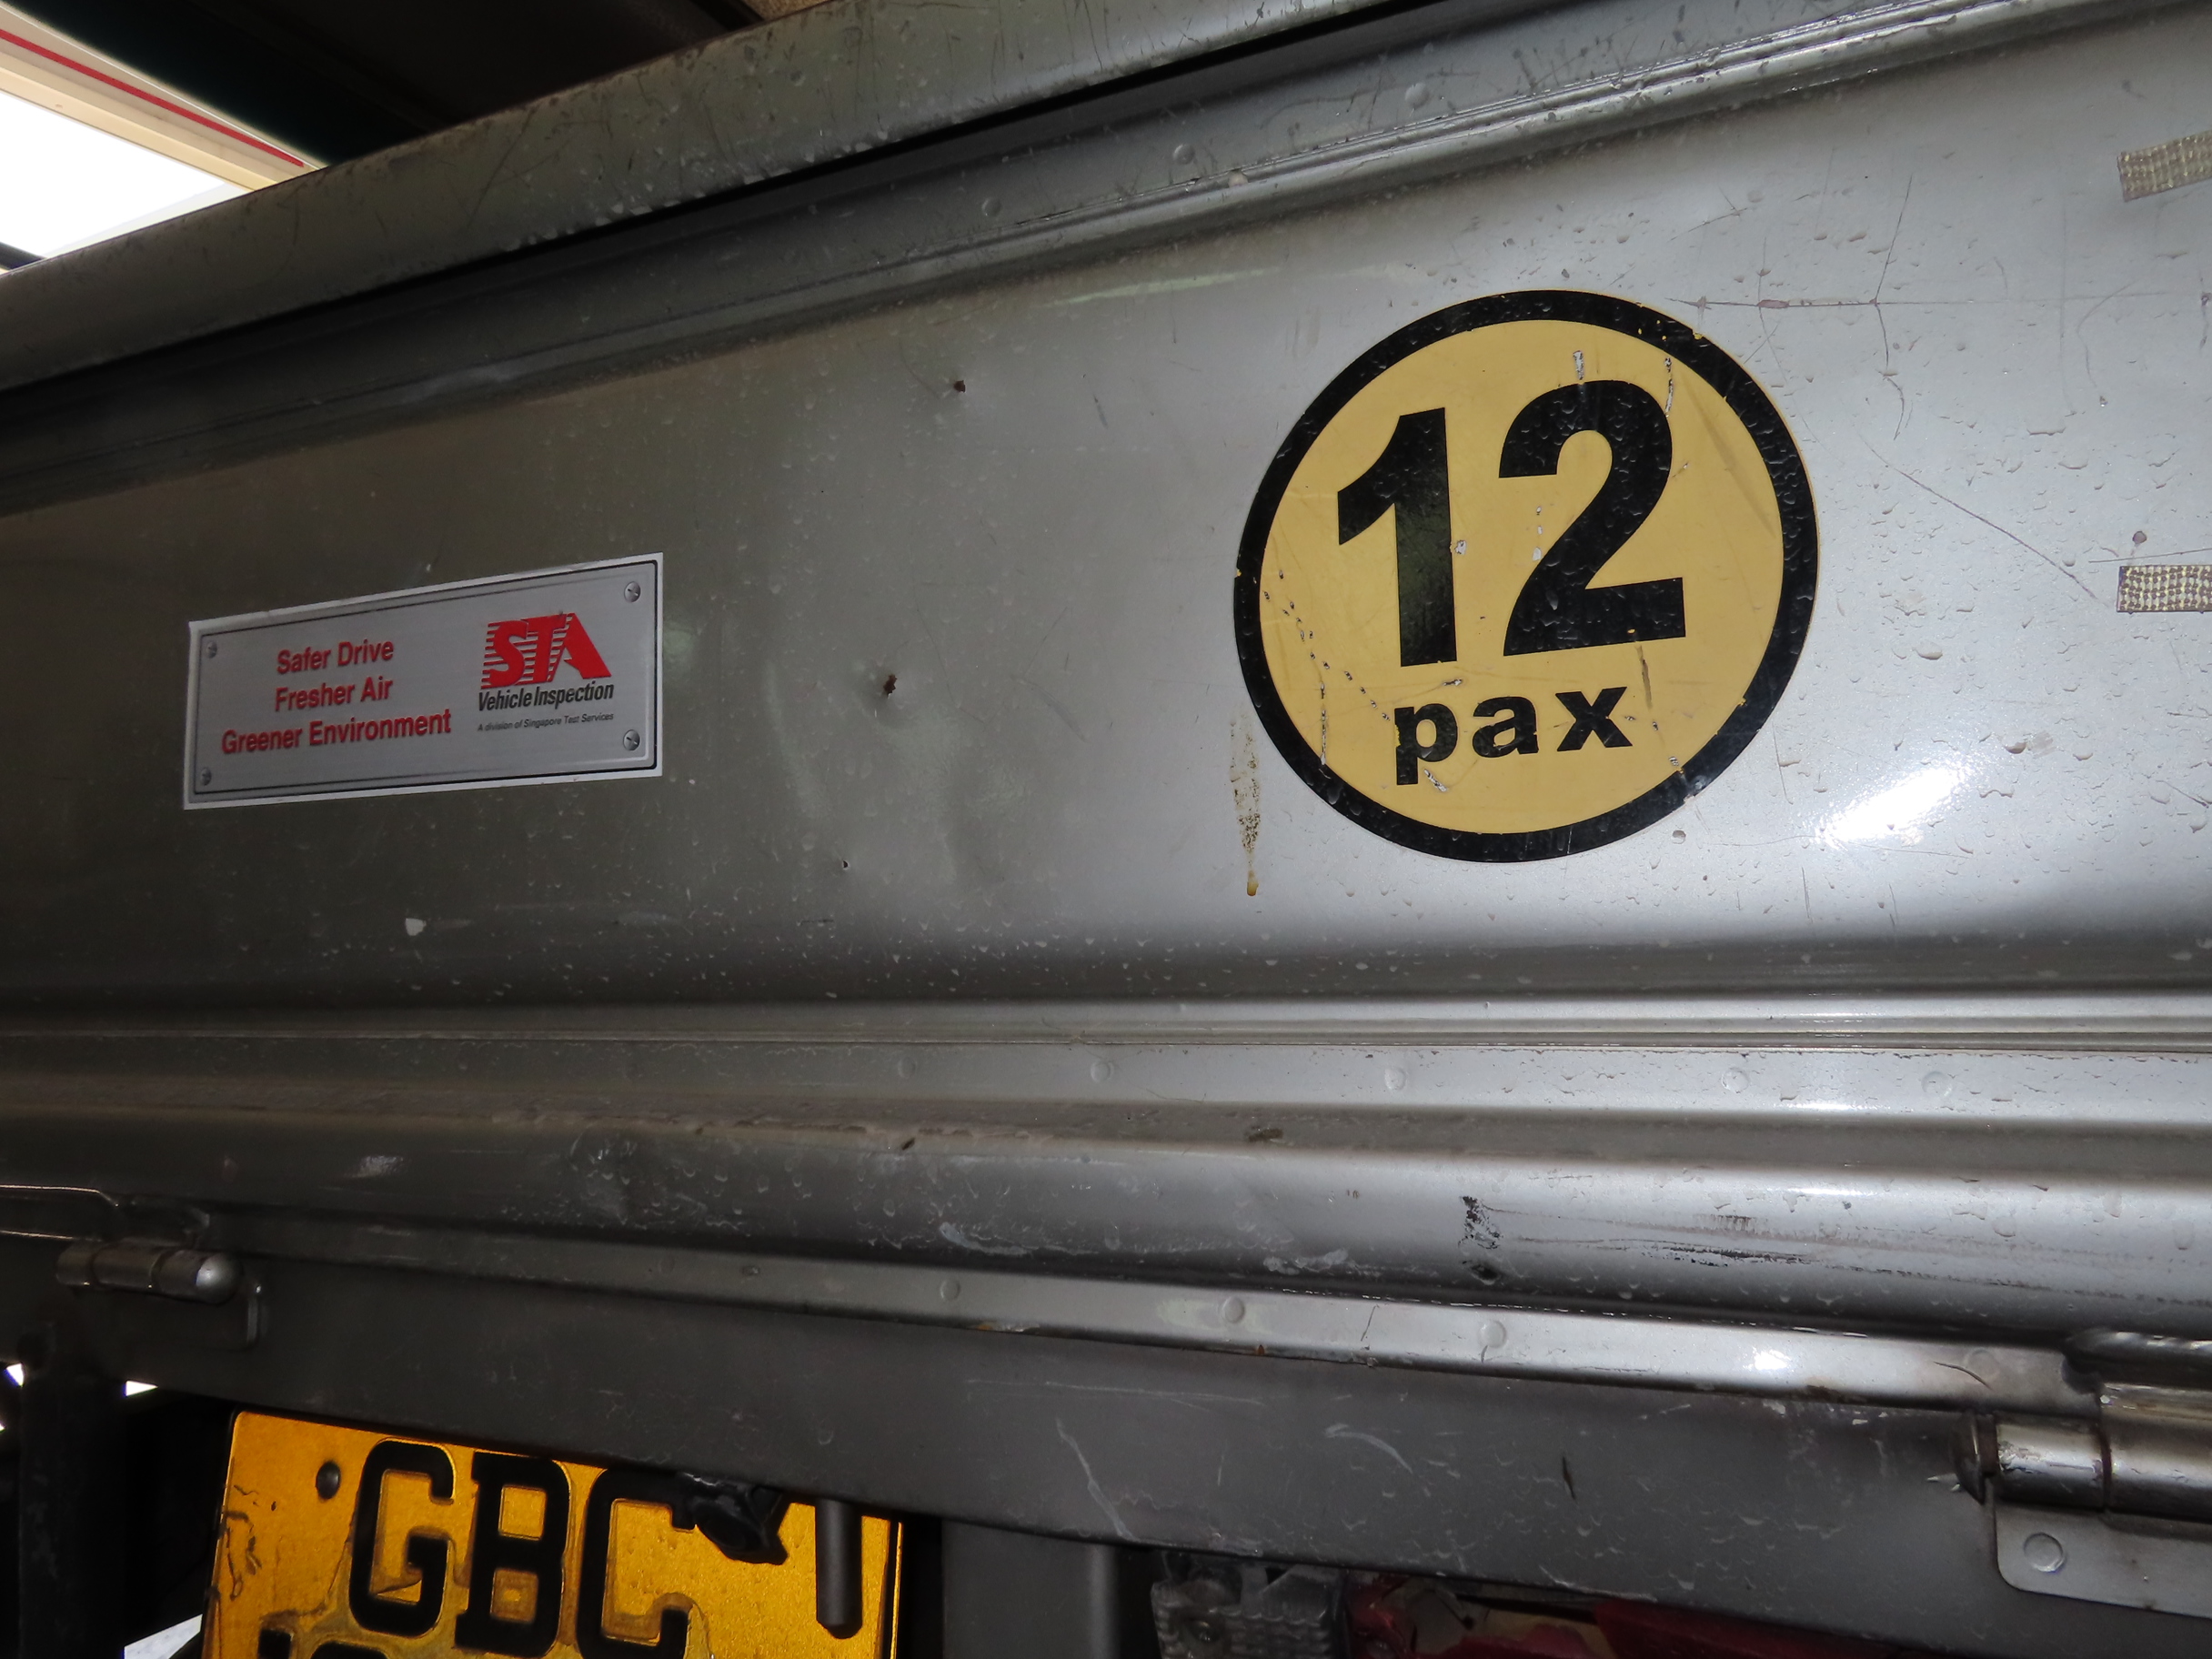 12
pax
Safer Drive
Fresher Air
Greener Environment
STA
Vehicle Inspection
A division of Singapore Test Services
GBC